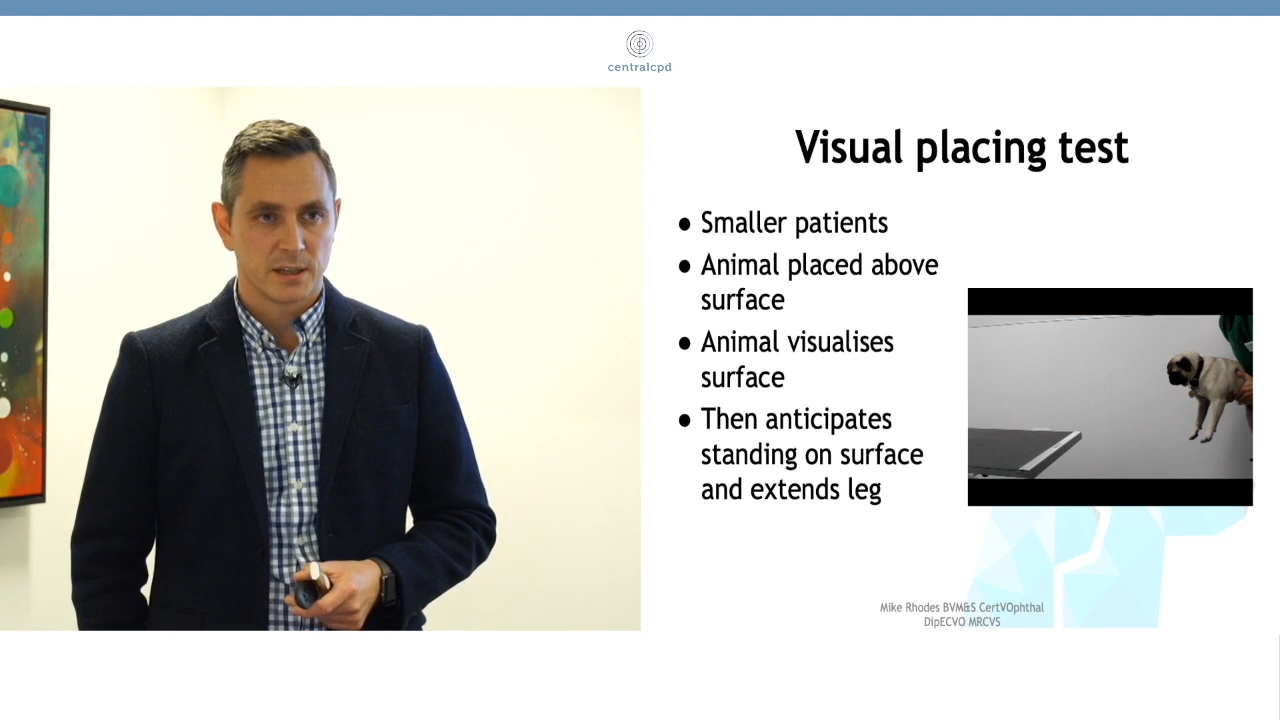 centralcpd
Visual placing test
● Smaller patients
● Animal placed above
surface
● Animal visualises
surface
● Then anticipates
standing on surface
and extends leg
Mike Rhodes BVM&S CertVOphthal
DipECVO MRCVS